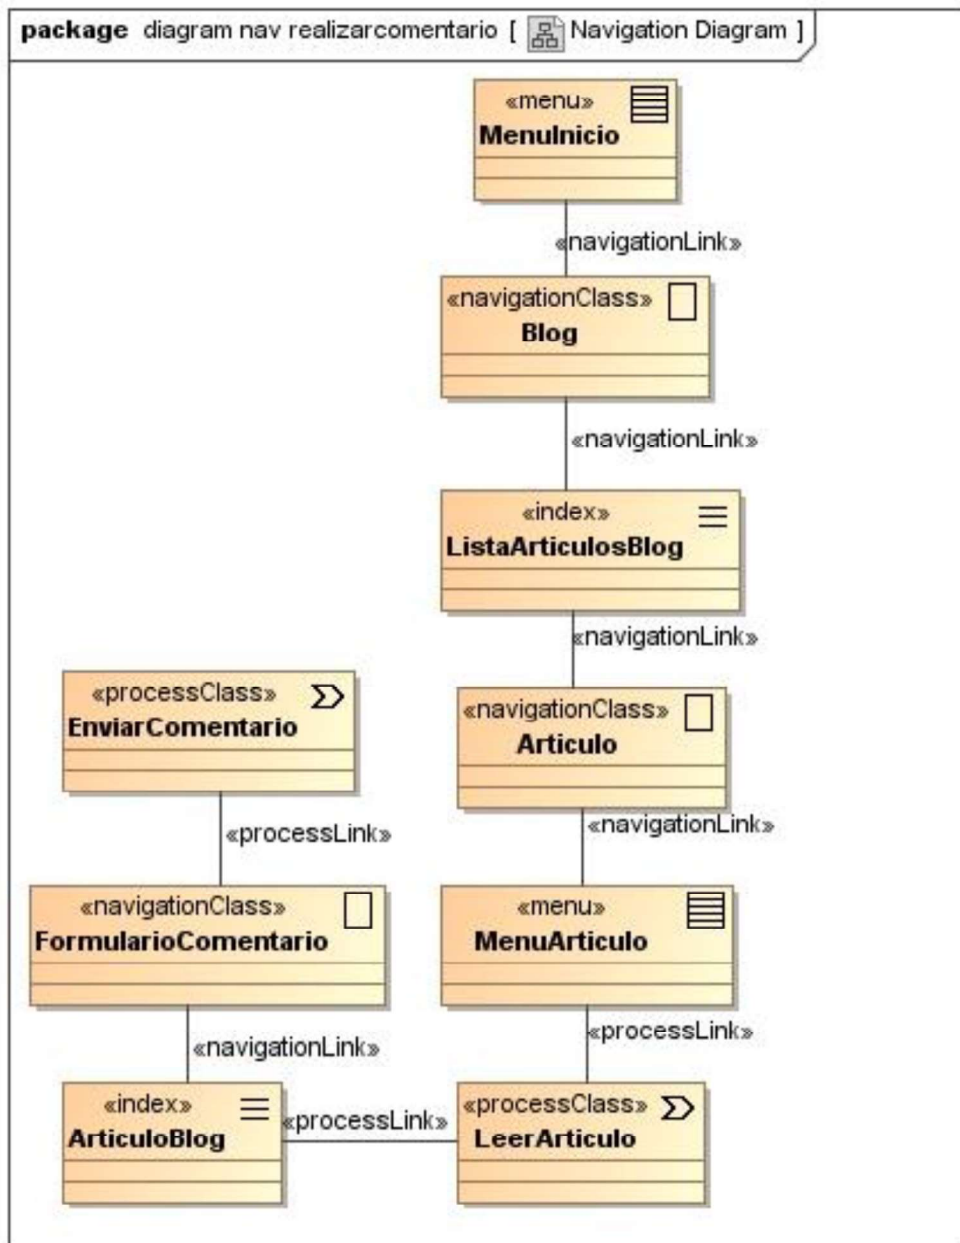 package diagram nav realizarcomentario [ Navigation Diagram ]
«menu»
MenuInicio
«navigationLink»
«navigationClass»
Blog
«navigationLink»
«index»
ListaArticulosBlog
«navigationLink»
«processClass»
EnviarComentario
«navigationClass»
Articulo
«processLink»
«navigationLink»
«navigationClass»
FormularioComentario
«menu»
MenuArticulo
«navigationLink»
«processLink»
«index»
ArticuloBlog
«processLink»
«processClass»
LeerArticulo